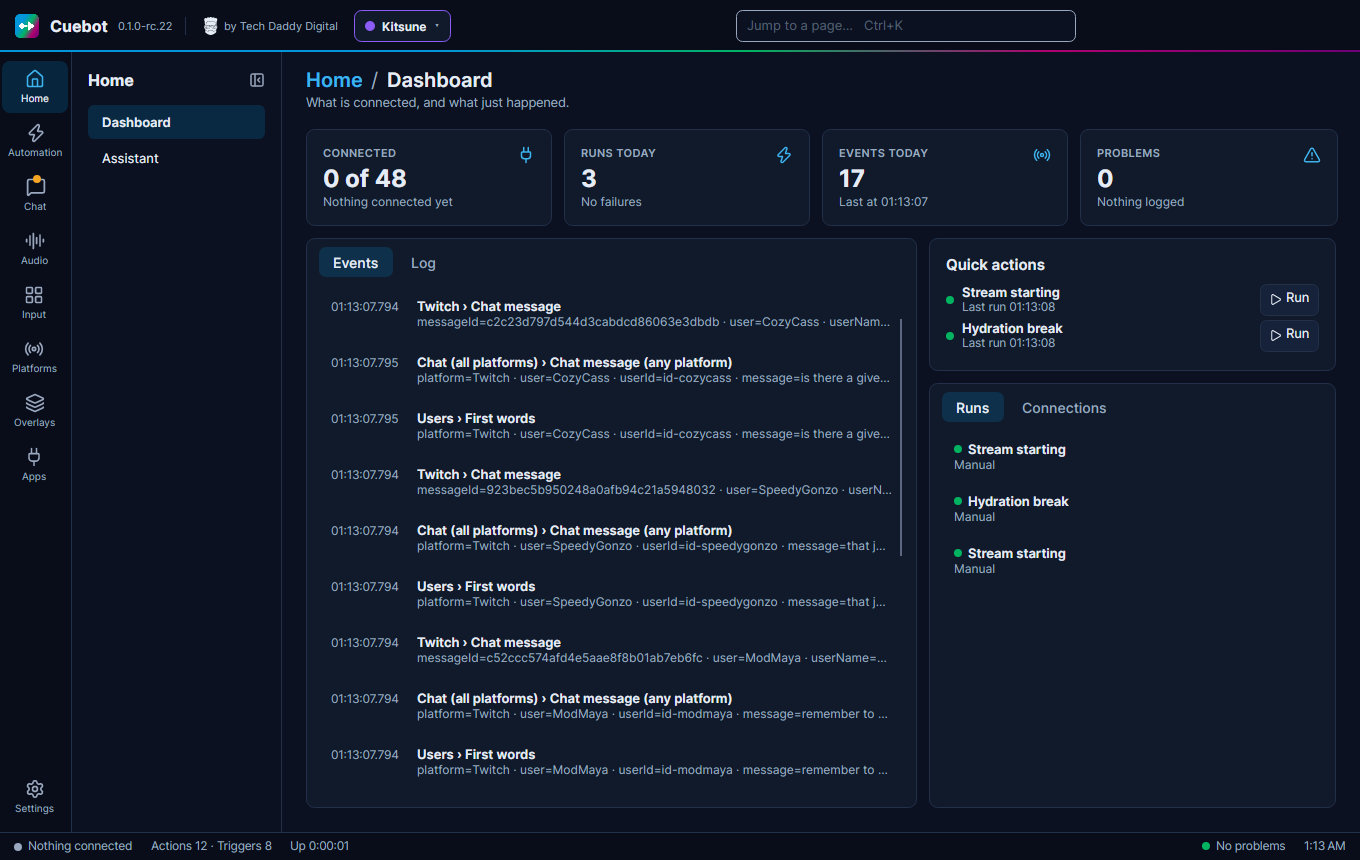 Cuebot 0.1.0-rc.22 by Tech Daddy Digital Kitsune Jump to a page... Ctrl+K
Home
Automation
Chat
Audio
Input
Platforms
Overlays
Apps
Settings
Home
Dashboard
Assistant
Home / Dashboard
What is connected, and what just happened.
CONNECTED
0 of 48
Nothing connected yet
RUNS TODAY
3
No failures
EVENTS TODAY
17
Last at 01:13:07
PROBLEMS
0
Nothing logged
Events Log
01:13:07.794 Twitch › Chat message
messageId=c2c23d797d544d3cabdcd86063e3dbdb · user=CozyCass · userNam...
01:13:07.795 Chat (all platforms) › Chat message (any platform)
platform=Twitch · user=CozyCass · userId=id-cozycass · message=is there a give...
01:13:07.795 Users › First words
platform=Twitch · user=CozyCass · userId=id-cozycass · message=is there a give...
01:13:07.794 Twitch › Chat message
messageId=923bec5b950248a0afb94c21a5948032 · user=SpeedyGonzo · userN...
01:13:07.794 Chat (all platforms) › Chat message (any platform)
platform=Twitch · user=SpeedyGonzo · userId=id-speedygonzo · message=that j...
01:13:07.794 Users › First words
platform=Twitch · user=SpeedyGonzo · userId=id-speedygonzo · message=that j...
01:13:07.794 Twitch › Chat message
messageId=c52ccc574afd4e5aae8f8b01ab7eb6fc · user=ModMaya · userName=...
01:13:07.794 Chat (all platforms) › Chat message (any platform)
platform=Twitch · user=ModMaya · userId=id-modmaya · message=remember to ...
01:13:07.794 Users › First words
platform=Twitch · user=ModMaya · userId=id-modmaya · message=remember to ...
Quick actions
Stream starting
Last run 01:13:08
Run
Hydration break
Last run 01:13:08
Run
Runs Connections
Stream starting
Manual
Hydration break
Manual
Stream starting
Manual
Nothing connected Actions 12 · Triggers 8 Up 0:00:01 No problems 1:13 AM